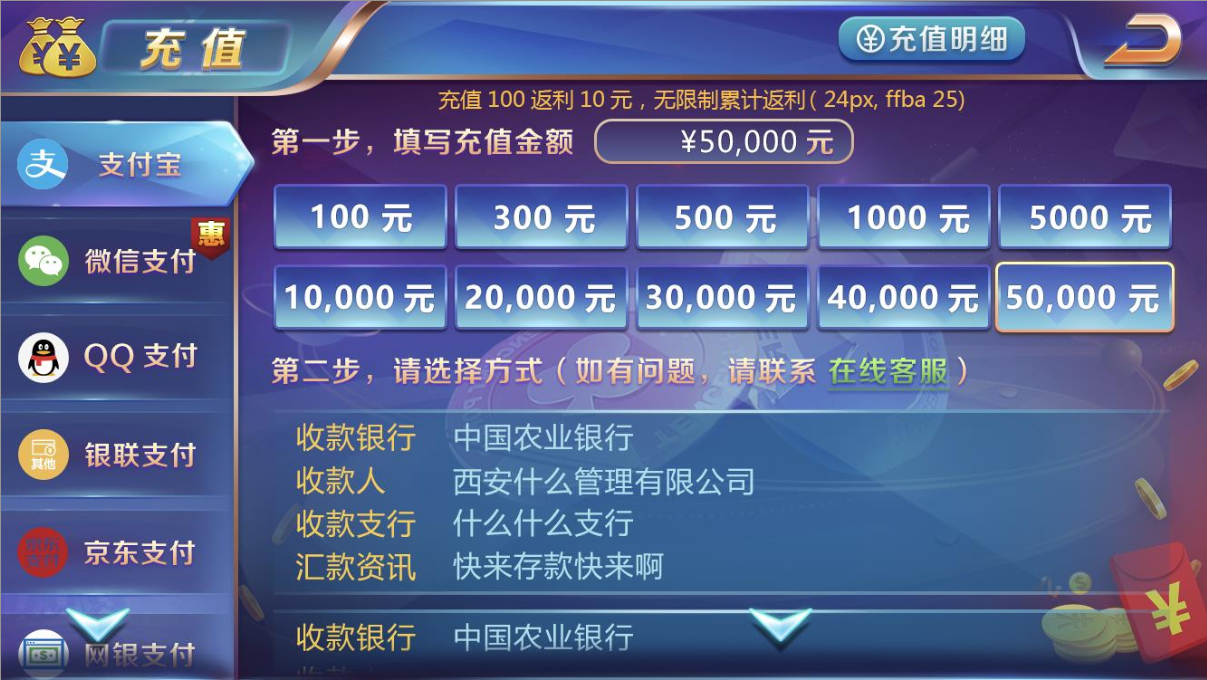 充值
¥充值明细
充值 100 返利 10 元，无限制累计返利( 24px, ffba 25)
第一步，填写充值金额 ¥50,000 元
支付宝
惠
微信支付
QQ 支付
其他
银联支付
京东支付
网银支付
100 元 300 元 500 元 1000 元 5000 元
10,000 元 20,000 元 30,000 元 40,000 元 50,000 元
第二步，请选择方式（如有问题，请联系 在线客服）
收款银行 中国农业银行
收款人 西安什么管理有限公司
收款支行 什么什么支行
汇款资讯 快来存款快来啊
收款银行 中国农业银行